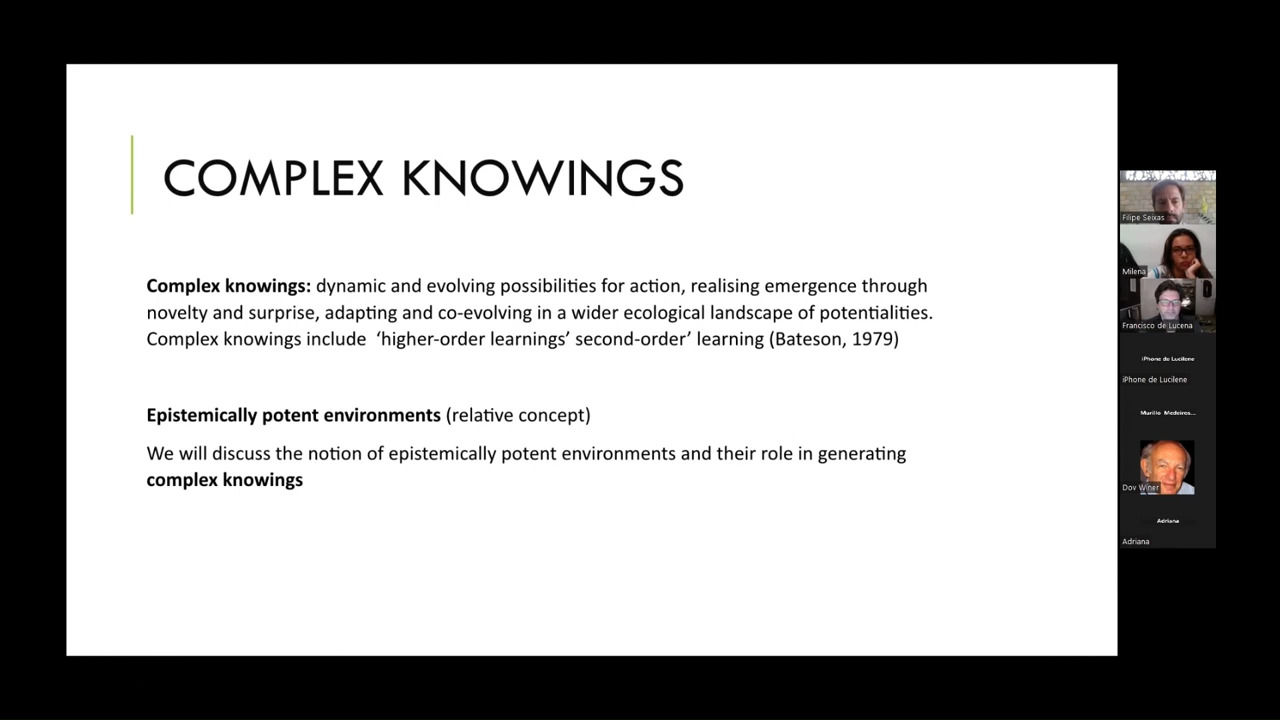 COMPLEX KNOWINGS
Complex knowings: dynamic and evolving possibilities for action, realising emergence through
novelty and surprise, adapting and co-evolving in a wider ecological landscape of potentialities.
Complex knowings include  ‘higher-order learnings’ second-order’ learning (Bateson, 1979)
Epistemically potent environments (relative concept)
We will discuss the notion of epistemically potent environments and their role in generating
complex knowings
Filipe Seixas
Milena
Francisco de Lucena
iPhone de Lucilene
iPhone de Lucilene
Murillo Medeiros...
Dov Winer
Adriana
Adriana